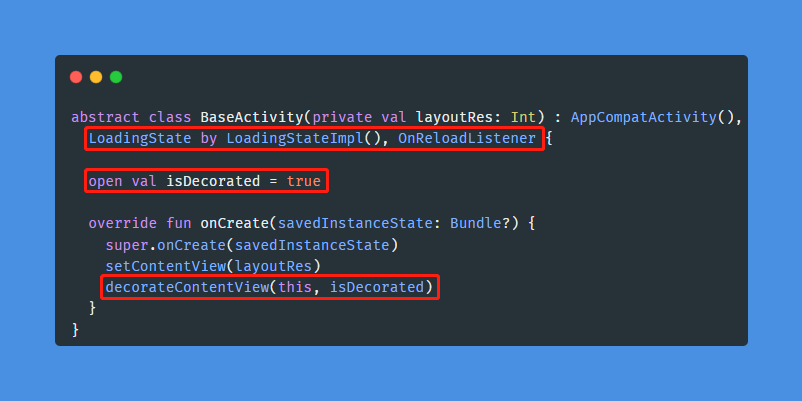 abstract class BaseActivity(private val layoutRes: Int) : AppCompatActivity(),
  LoadingState by LoadingStateImpl(), OnReloadListener {

  open val isDecorated = true

  override fun onCreate(savedInstanceState: Bundle?) {
    super.onCreate(savedInstanceState)
    setContentView(layoutRes)
    decorateContentView(this, isDecorated)
  }
}